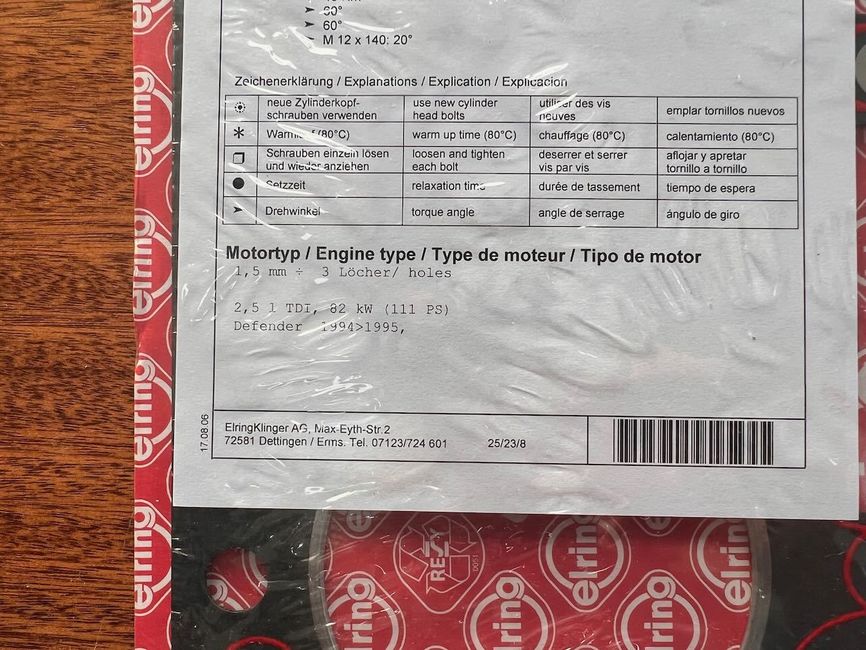 60°
M 12 x 140: 20°
Zeichenerklärung / Explanations / Explication / Explicacion
neue Zylinderkopf-
schrauben verwenden
use new cylinder
head bolts
utiliser des vis
neuves
emplar tornillos nuevos
(80°C)
warm up time (80°C)
chauffage (80°C)
calentamiento (80°C)
Schrauben einzeln lösen
und wieder anziehen
loosen and tighten
each bolt
deserrer et serrer
vis par vis
aflojar y apretar
tornillo a tornillo
Setzzeit
relaxation time
durée de tassement
tiempo de espera
Drehwinkel
torque angle
angle de serrage
ángulo de giro
Motortyp / Engine type / Type de moteur / Tipo de motor
1,5 mm ÷ 3 Löcher/ holes
2,5 l TDI, 82 kW (111 PS)
Defender 1994>1995,
17.08.06
ElringKlinger AG, Max-Eyth-Str.2
72581 Dettingen / Erms. Tel. 07123/724 601
25/23/8
elring
elring
elring
elring
elring
elring
REZY
elring
elring
elring
elring